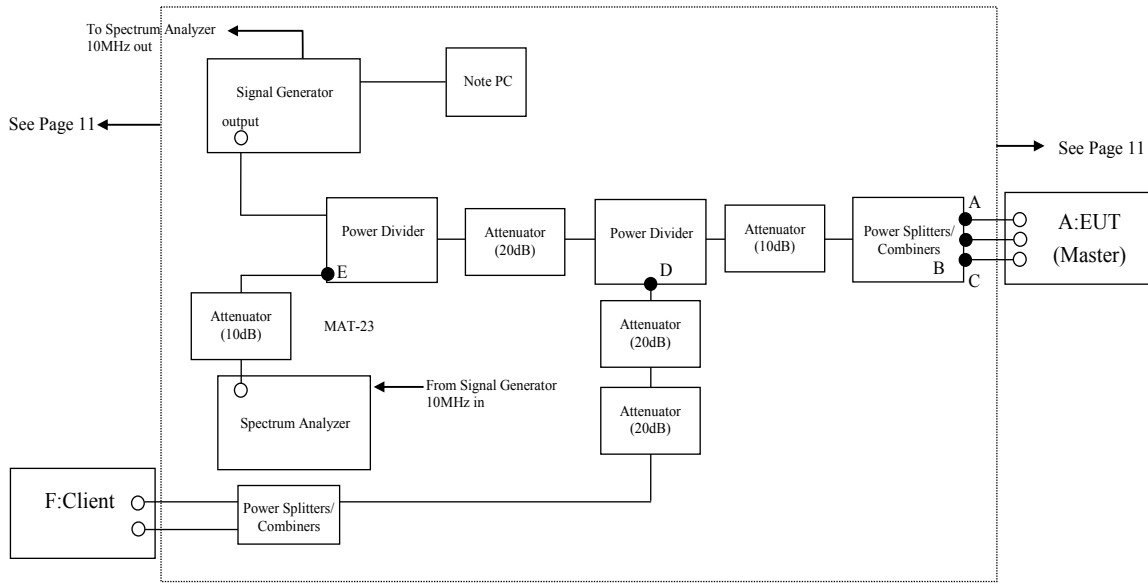 To Spectrum Analyzer
10MHz out
Signal Generator
output
Note PC
See Page 11
See Page 11
Power Divider
E
Attenuator
(20dB)
Power Divider
D
Attenuator
(10dB)
Power Splitters/
Combiners
A
B
C
A:EUT
(Master)
Attenuator
(10dB)
MAT-23
Attenuator
(20dB)
From Signal Generator
10MHz in
Spectrum Analyzer
Attenuator
(20dB)
F:Client
Power Splitters/
Combiners